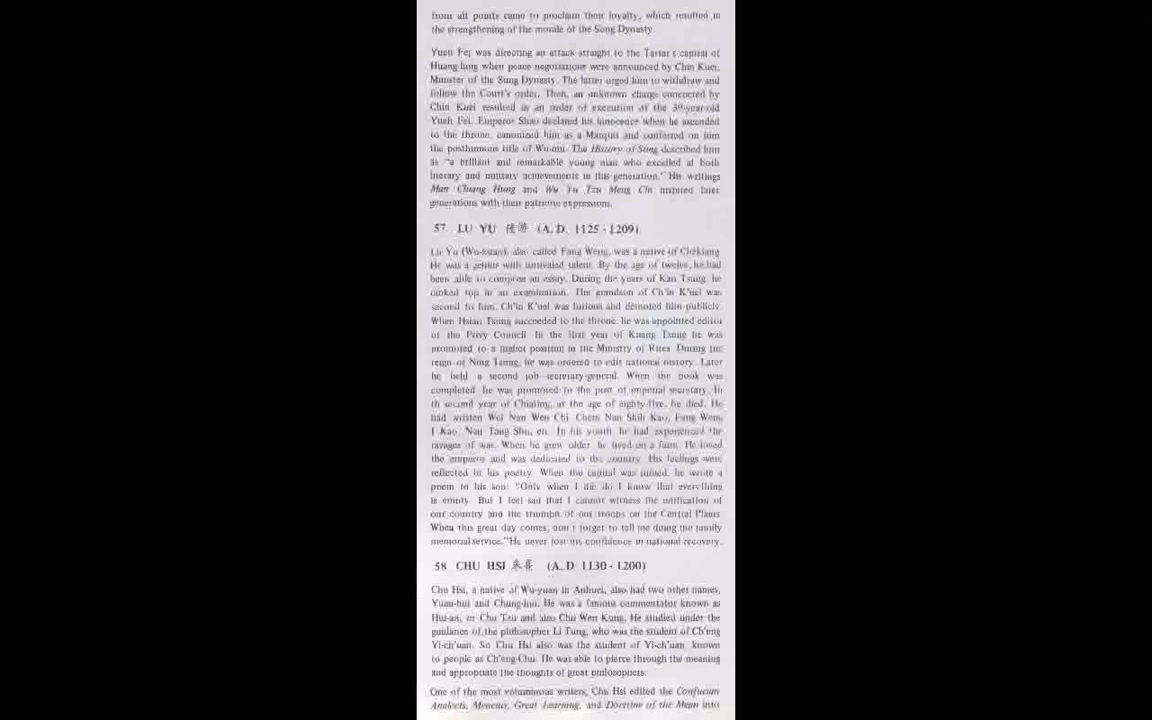 from all points came to proclaim their loyalty, which resulted in
the strengthening of the morale of the Sung Dynasty.
Yueh Fei was directing an attack straight to the Tartar's capital of
Huang-lung when peace negotiations were announced by Chin Kuei,
Minister of the Sung Dynasty. The latter urged him to withdraw and
follow the Court's order. Then, an unknown charge concocted by
Chin Kuei resulted in an order of execution of the 39-year-old
Yueh Fei. Emperor Shao declared his innocence when he ascended
to the throne, canonized him as a Marquis and conferred on him
the posthumous title of Wu-mu. The History of Sung described him
as "a brilliant and remarkable young man who excelled at both
literary and military achievements in this generation." His writings
Man Chiang Hung and Wu Yu Tzu Meng Chi inspired later
generations with their patriotic expressions.
57. LU YU 陸游 (A.D. 1125 - 1209)
Lu Yu (Wu-kuan), also called Fang Weng, was a native of Chekiang
He was a genius with unrivaled talent. By the age of twelve, he had
been able to compose an essay. During the years of Kao Tsung, he
ranked top in an examination. The grandson of Ch'in K'uel was
second to him. Ch'in K'uel was furious and demoted him publicly.
When Hsiao Tsung succeeded to the throne, he was appointed editor
of the Privy Council. In the first year of Kuang Tsung he was
promoted to a higher position in the Ministry of Rites. During the
reign of Ning Tsung, he was ordered to edit national history. Later
he held a second job—secretary-general. When the book was
completed he was promoted to the post of imperial secretary. In
th second year of Chiating, at the age of eighty-five, he died. He
had written Wei Nan Wen Chi Chem Nan Shih Kao, Fang Weng
I Kao, Nan Tang Shu, etc. In his youth he had experienced the
ravages of war. When he grew older, he lived on a farm. He loved
the emperor and was dedicated to the country. His feelings were
reflected in his poetry. When the capital was ruined, he wrote a
poem to his son: "Only when I die do I know that everything
is empty. But I feel sad that I cannot witness the unification of
our country and the triumph of our troops on the Central Plains.
When this great day comes, don't forget to tell me during the family
memorial service." He never lost his confidence in national recovery.
58 CHU HSI 朱熹 (A.D 1130 - 1200)
Chu Hsi, a native of Wu-yuan in Anhuei, also had two other names,
Yuan-hui and Chung-hui. He was a famous commentator known as
Hui-an, or Chu Tzu and also Chu Wen Kung. He studied under the
guidance of the philosopher Li Tung, who was the student of Ch'eng
Yi-ch'uan. So Chu Hsi also was the student of Yi-ch'uan, known
to people as Ch'eng-Chu. He was able to pierce through the meaning
and appropriate the thoughts of great philosophers.
One of the most voluminous writers, Chu Hsi edited the Confucian
Analects, Mencius, Great Learning, and Doctrine of the Mean into